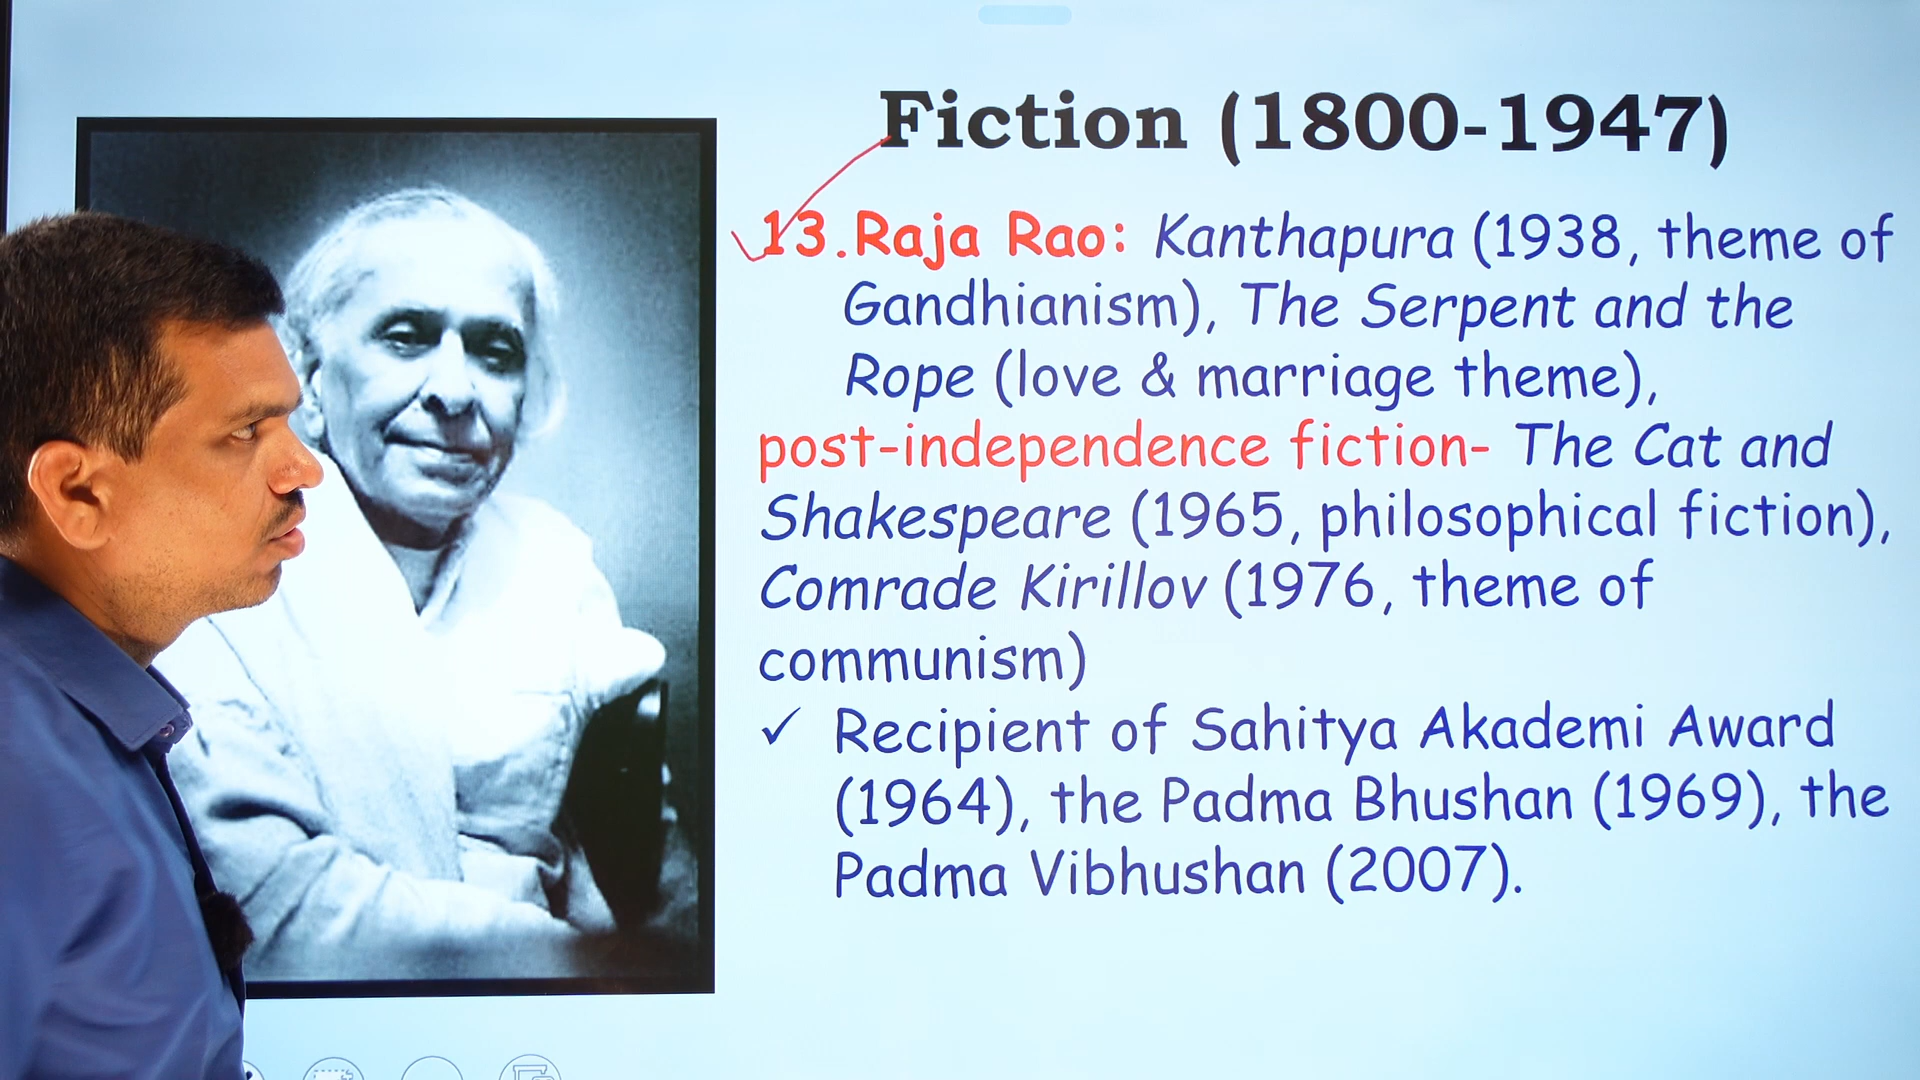 Fiction (1800-1947)
13.Raja Rao: Kanthapura (1938, theme of
Gandhianism), The Serpent and the
Rope (love & marriage theme),
post-independence fiction- The Cat and
Shakespeare (1965, philosophical fiction),
Comrade Kirillov (1976, theme of
communism)
✓ Recipient of Sahitya Akademi Award
(1964), the Padma Bhushan (1969), the
Padma Vibhushan (2007).